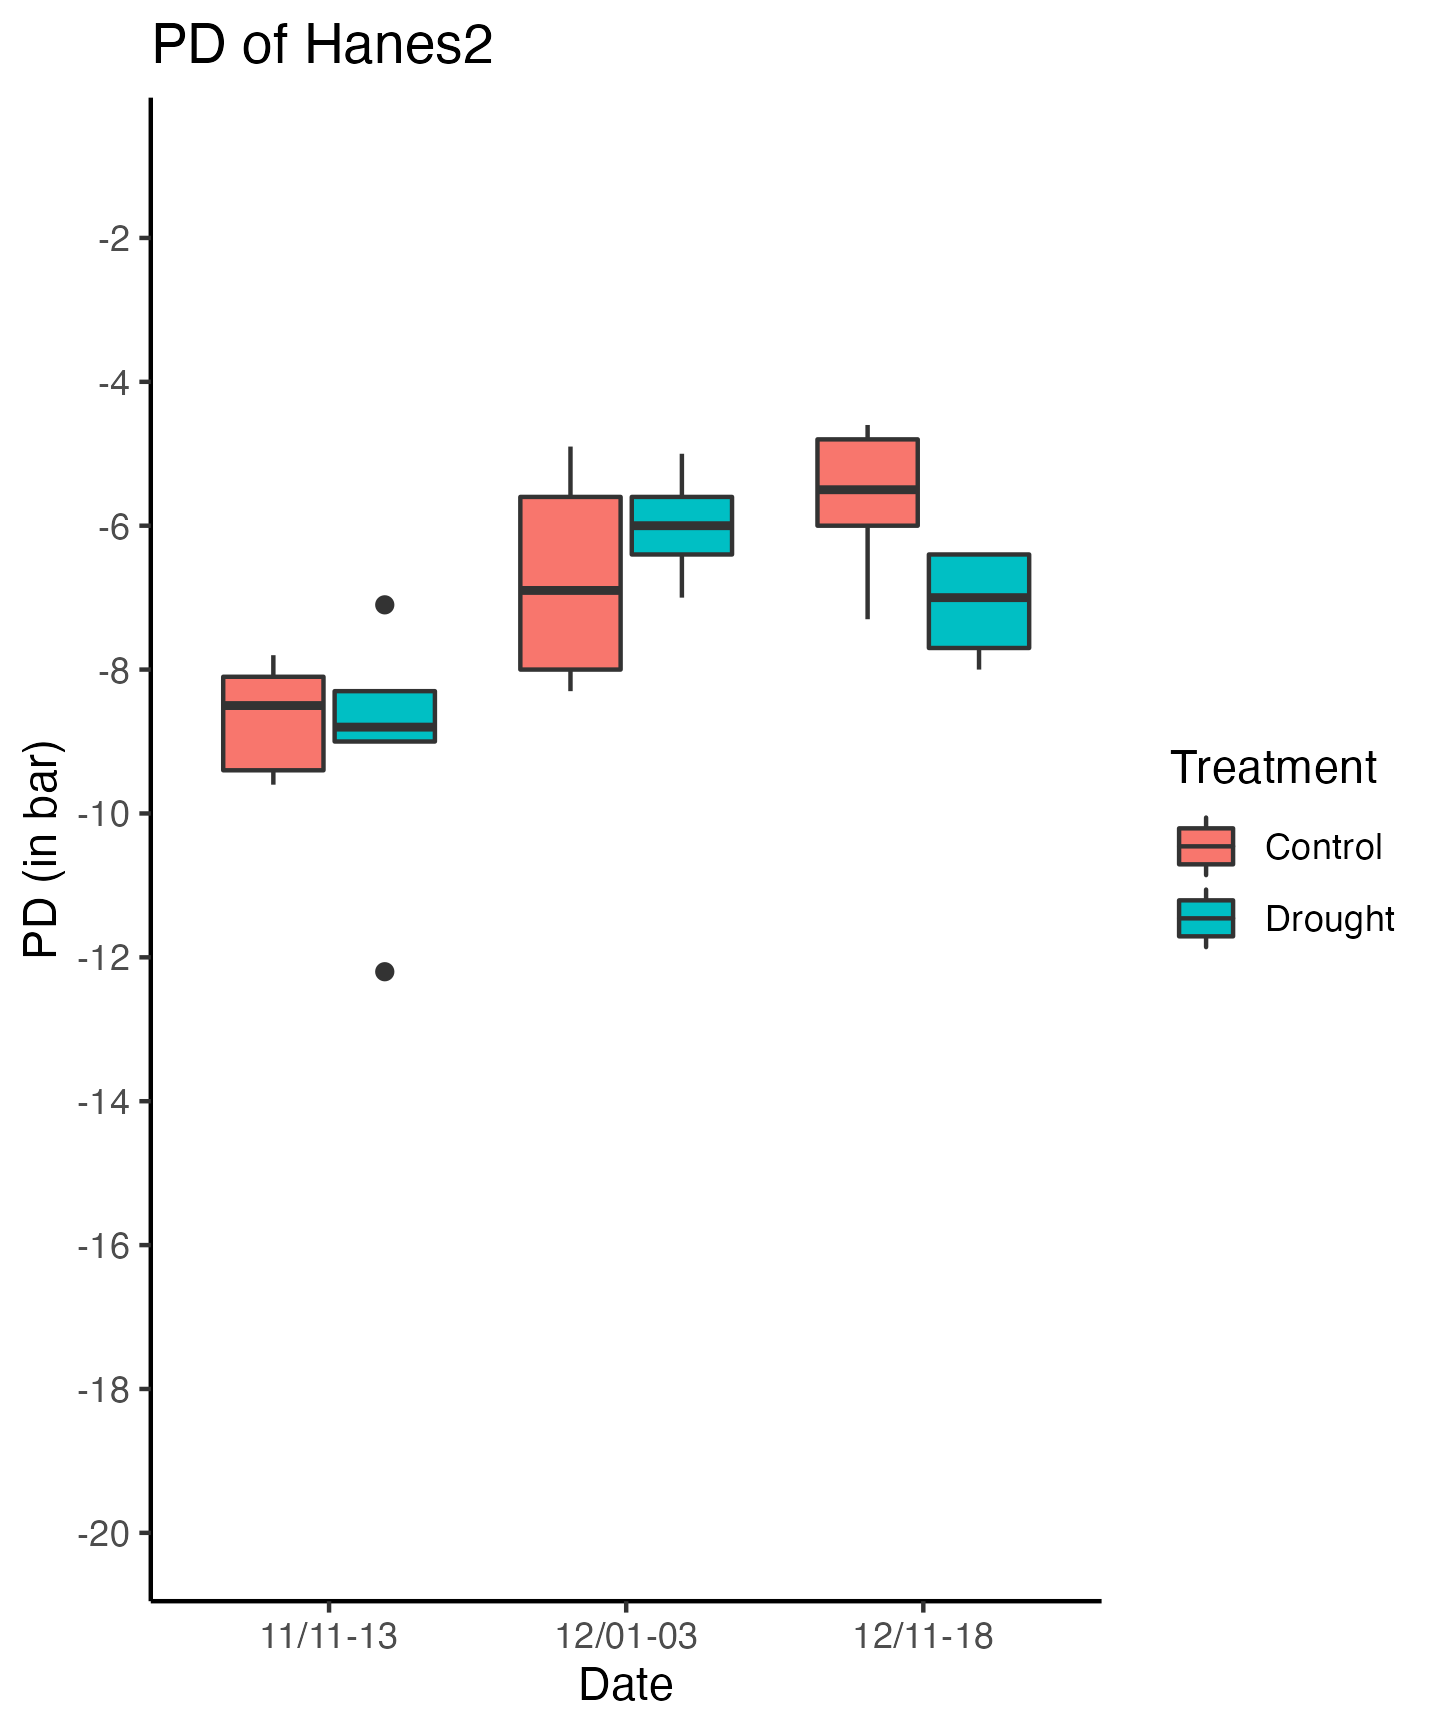 PD of Hanes2
PD (in bar)
-2
-4
-6
-8
-10
-12
-14
-16
-18
-20
11/11-13
12/01-03
12/11-18
Date
Treatment
Control
Drought